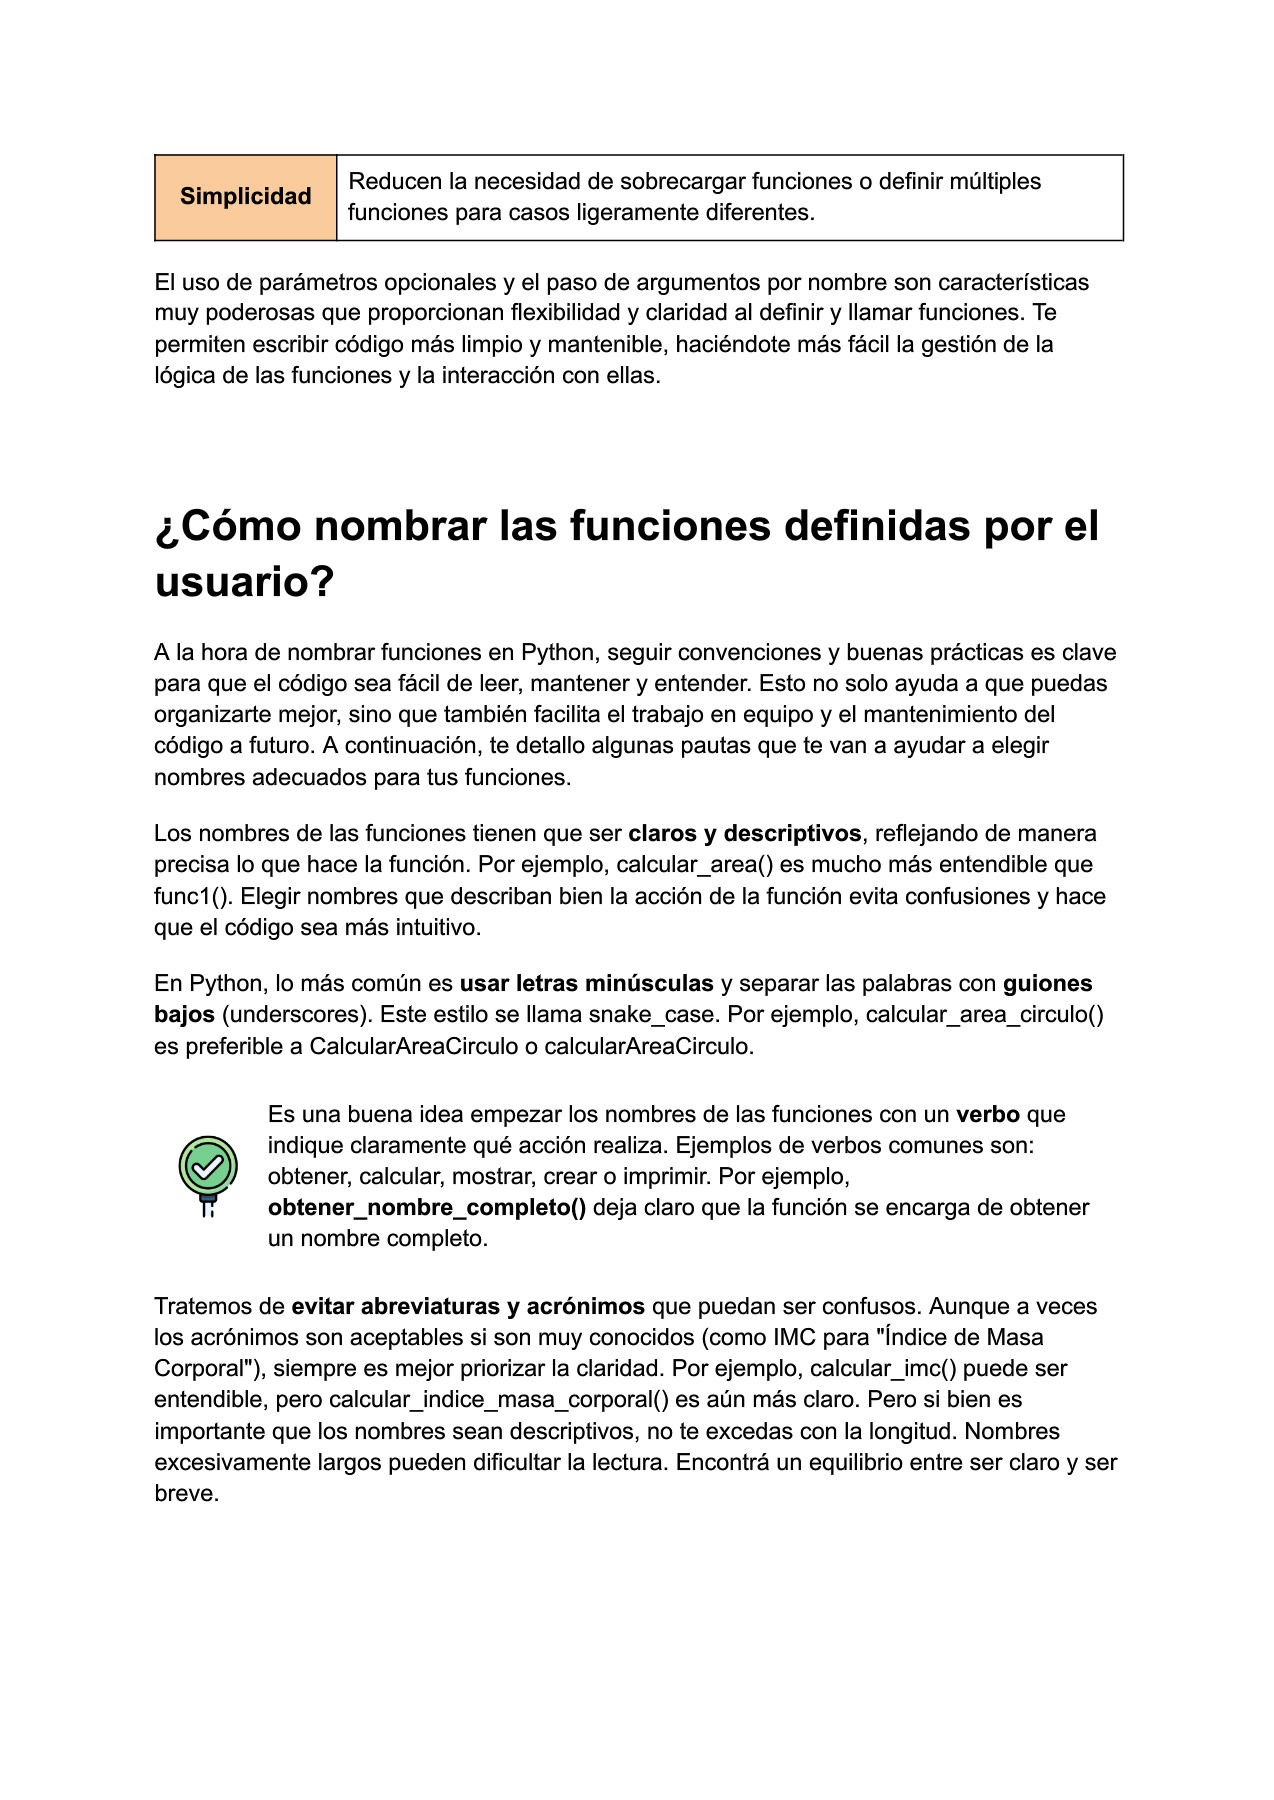 Simplicidad
Reducen la necesidad de sobrecargar funciones o definir múltiples
funciones para casos ligeramente diferentes.
El uso de parámetros opcionales y el paso de argumentos por nombre son características
muy poderosas que proporcionan flexibilidad y claridad al definir y llamar funciones. Te
permiten escribir código más limpio y mantenible, haciéndote más fácil la gestión de la
lógica de las funciones y la interacción con ellas.
¿Cómo nombrar las funciones definidas por el
usuario?
A la hora de nombrar funciones en Python, seguir convenciones y buenas prácticas es clave
para que el código sea fácil de leer, mantener y entender. Esto no solo ayuda a que puedas
organizarte mejor, sino que también facilita el trabajo en equipo y el mantenimiento del
código a futuro. A continuación, te detallo algunas pautas que te van a ayudar a elegir
nombres adecuados para tus funciones.
Los nombres de las funciones tienen que ser claros y descriptivos, reflejando de manera
precisa lo que hace la función. Por ejemplo, calcular_area() es mucho más entendible que
func1(). Elegir nombres que describan bien la acción de la función evita confusiones y hace
que el código sea más intuitivo.
En Python, lo más común es usar letras minúsculas y separar las palabras con guiones
bajos (underscores). Este estilo se llama snake_case. Por ejemplo, calcular_area_circulo()
es preferible a CalcularAreaCirculo o calcularAreaCirculo.
Es una buena idea empezar los nombres de las funciones con un verbo que
indique claramente qué acción realiza. Ejemplos de verbos comunes son:
obtener, calcular, mostrar, crear o imprimir. Por ejemplo,
obtener_nombre_completo() deja claro que la función se encarga de obtener
un nombre completo.
Tratemos de evitar abreviaturas y acrónimos que puedan ser confusos. Aunque a veces
los acrónimos son aceptables si son muy conocidos (como IMC para "Índice de Masa
Corporal"), siempre es mejor priorizar la claridad. Por ejemplo, calcular_imc() puede ser
entendible, pero calcular_indice_masa_corporal() es aún más claro. Pero si bien es
importante que los nombres sean descriptivos, no te excedas con la longitud. Nombres
excesivamente largos pueden dificultar la lectura. Encontrá un equilibrio entre ser claro y ser
breve.